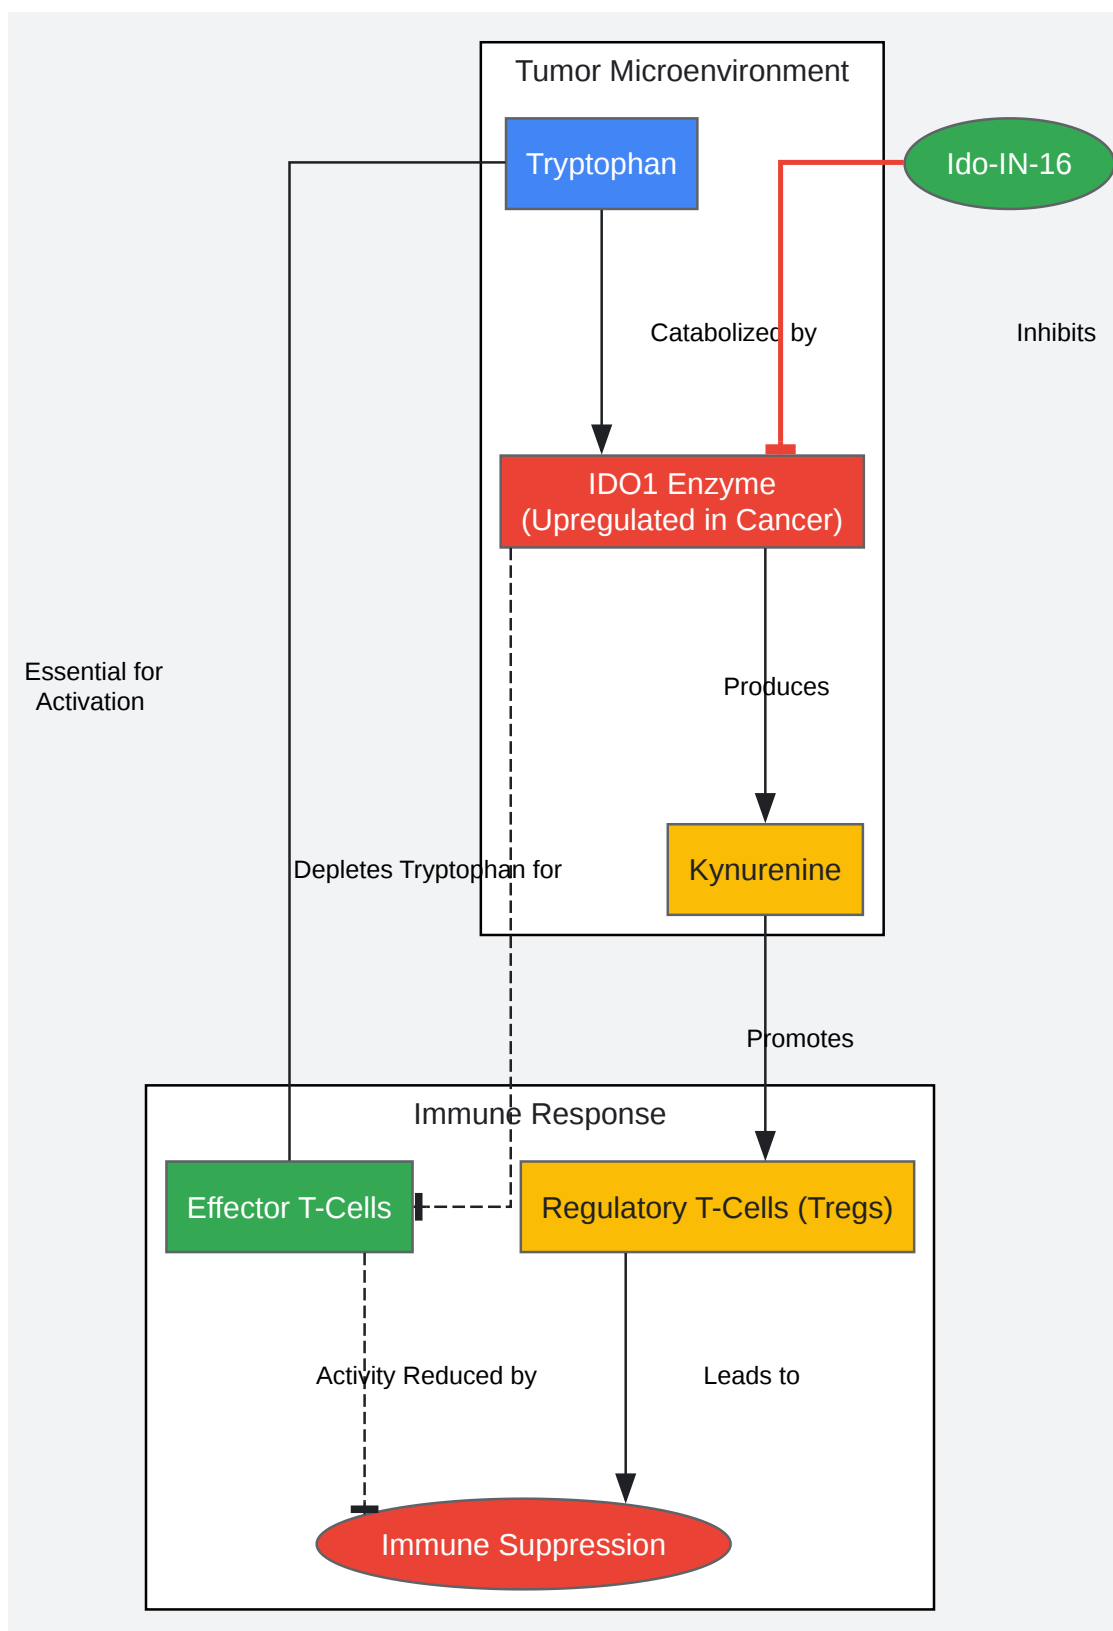 Tumor Microenvironment
Tryptophan
Ido-IN-16
Catabolized by
Inhibits
IDO1 Enzyme
(Upregulated in Cancer)
Essential for
Activation
Produces
Depletes Tryptophan for
Kynurenine
Promotes
Immune Response
Effector T-Cells
Regulatory T-Cells (Tregs)
Activity Reduced by
Leads to
Immune Suppression